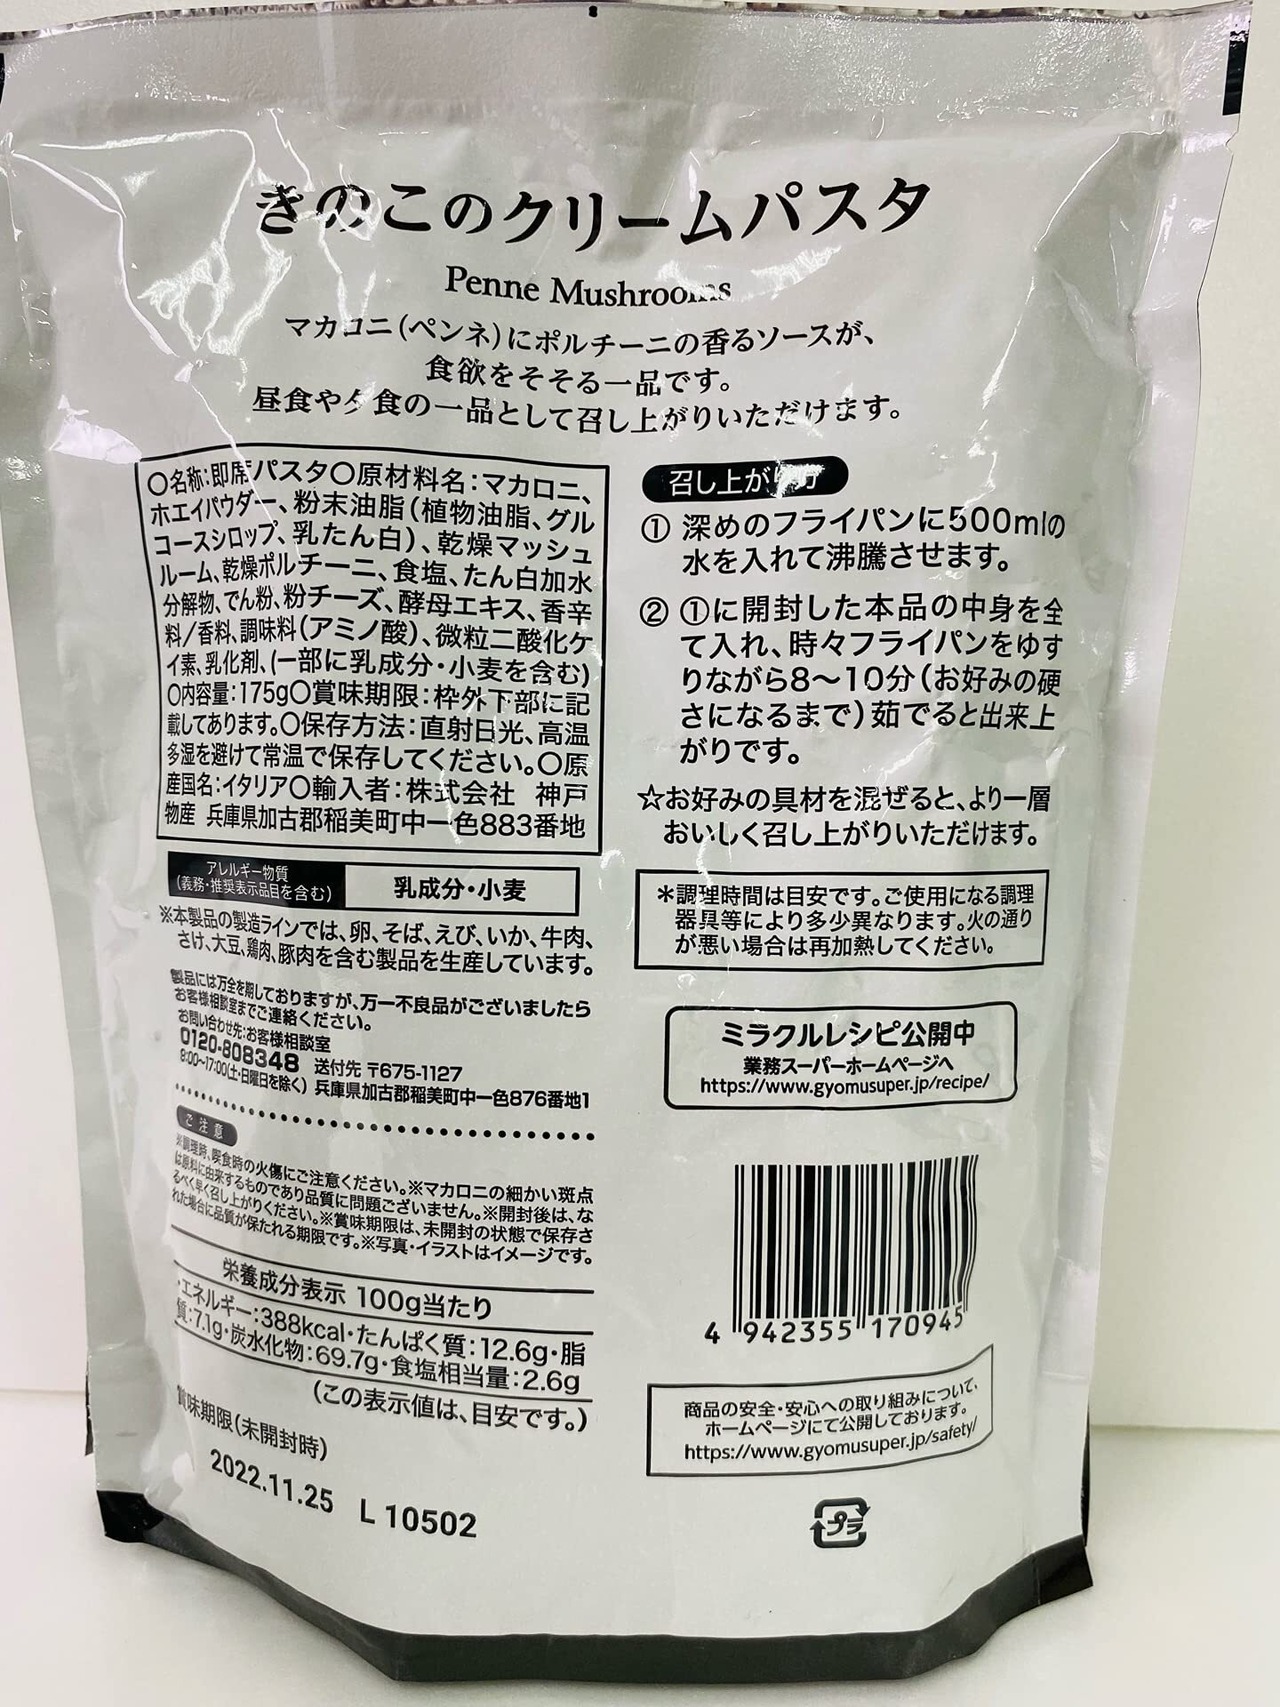 きのこのクリームパスタ
Penne Mushrooms
マカロニ(ペンネ)にポルチーニの香るソースが、
食欲をそそる一品です。
昼食や夕食の一品として召し上がりいただけます。
〇名称:即席パスタ〇原材料名:マカロニ、
ホエイパウダー、粉末油脂(植物油脂、グル
コースシロップ、乳たん白)、乾燥マッシュ
ルーム、乾燥ポルチーニ、食塩、たん白加水
分解物、でん粉、粉チーズ、酵母エキス、香辛
料/香料、調味料(アミノ酸)、微粒二酸化ケ
イ素、乳化剤、(一部に乳成分・小麦を含む)
〇内容量:175g〇賞味期限:枠外下部に記
載してあります。〇保存方法:直射日光、高温
多湿を避けて常温で保存してください。〇原
産国名:イタリア〇輸入者:株式会社 神戸
物産 兵庫県加古郡稲美町中一色883番地
アレルギー物質
(義務・推奨表示品目を含む)
乳成分・小麦
※本製品の製造ラインでは、卵、そば、えび、いか、牛肉、
さけ、大豆、鶏肉、豚肉を含む製品を生産しています。
製品には万全を期しておりますが、万一不良品がございましたら
お客様相談室までご連絡ください。
お問い合わせ先:お客様相談室
0120-808348 送付先 〒675-1127
9:00~17:00(土・日曜日を除く) 兵庫県加古郡稲美町中一色876番地1
ご注意
※調理時、喫食時の火傷にご注意ください。※マカロニの細かい斑点
は原料に由来するものであり品質に問題ございません。※開封後は、な
るべく早く召し上がりください。※賞味期限は、未開封の状態で保存さ
れた場合に品質が保たれる期限です。※写真・イラストはイメージです。
栄養成分表示 100g当たり
・エネルギー:388kcal・たんぱく質:12.6g・脂
質:7.1g・炭水化物:69.7g・食塩相当量:2.6g
(この表示値は、目安です。)
賞味期限(未開封時)
2022.11.25 L 10502
召し上がり方
① 深めのフライパンに500mlの
水を入れて沸騰させます。
② ①に開封した本品の中身を全
て入れ、時々フライパンをゆす
りながら8~10分(お好みの硬
さになるまで)茹でると出来上
がりです。
☆お好みの具材を混ぜると、より一層
おいしく召し上がりいただけます。
＊調理時間は目安です。ご使用になる調理
器具等により多少異なります。火の通り
が悪い場合は再加熱してください。
ミラクルレシピ公開中
業務スーパーホームページへ
https://www.gyomusuper.jp/recipe/
4 942355 170945
商品の安全・安心への取り組みについて、
ホームページにて公開しております。
https://www.gyomusuper.jp/safety/
プラ